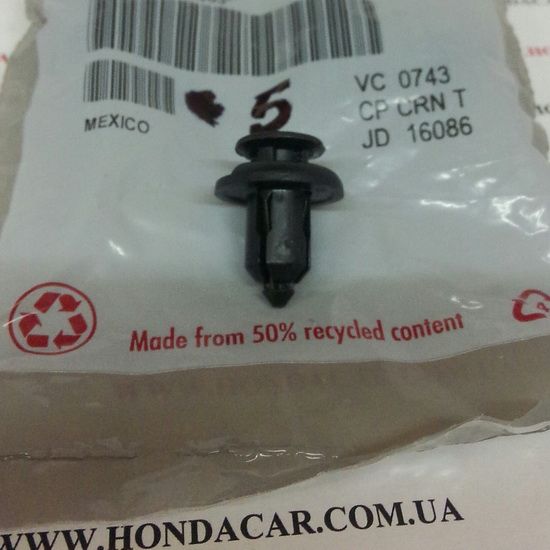 VC 0743
MEXICO
5
CP CRN T
JD 16086
Made from 50% recycled content
WWW.HONDACAR.COM.UA